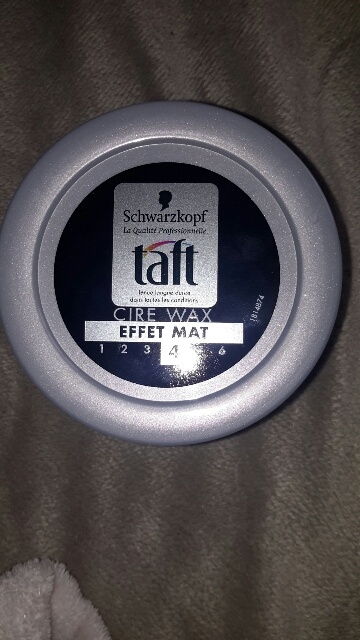 Schwarzkopf
La Qualité Professionnelle
taft
tenue longue durée
dans toutes les conditions
CIRE WAX
EFFET MAT
1 2 3 4 6
1814874